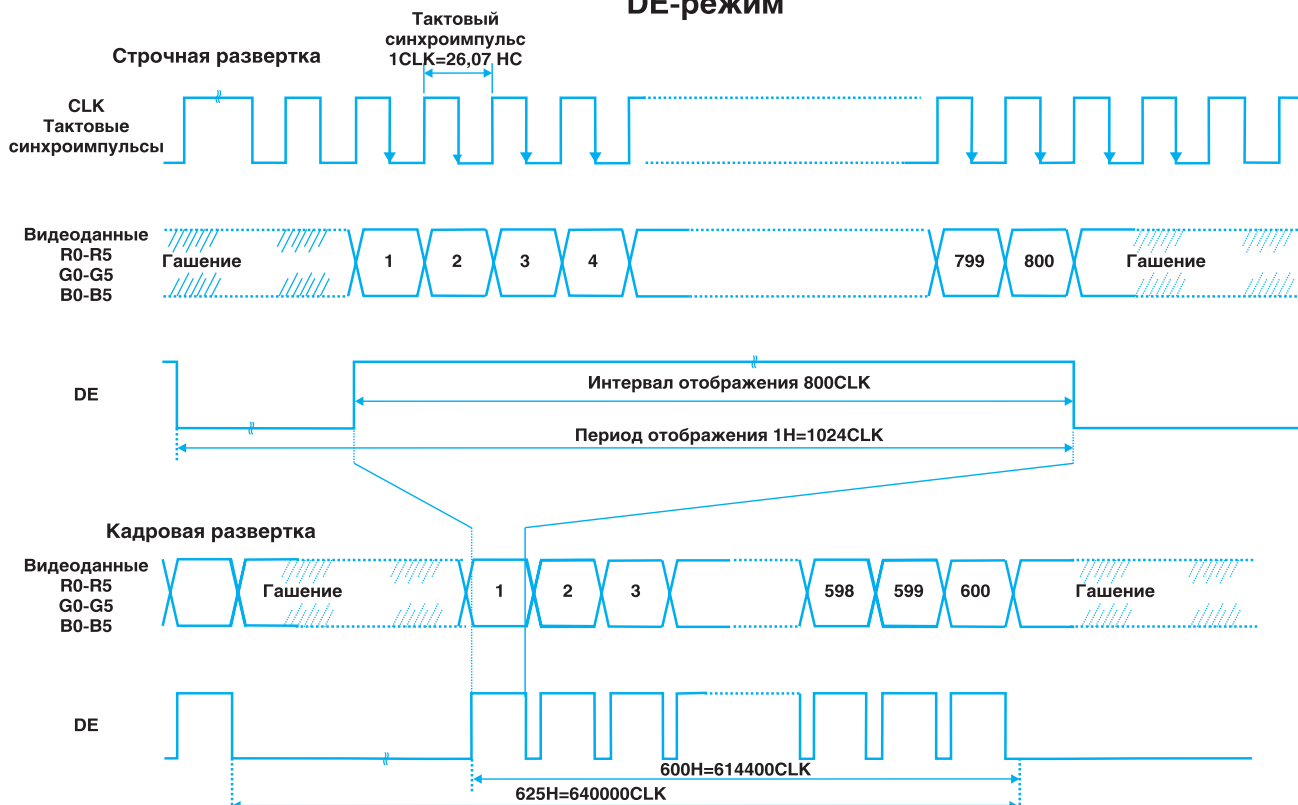 DE-режим
Тактовый
синхроимпульс
1CLK=26,07 НС
Строчная развертка
CLK
Тактовые
синхроимпульсы
Видеоданные
R0-R5
G0-G5
B0-B5
Гашение
1
2
3
4
799
800
Гашение
DE
Интервал отображения 800CLK
Период отображения 1H=1024CLK
Кадровая развертка
Видеоданные
R0-R5
G0-G5
B0-B5
Гашение
1
2
3
598
599
600
Гашение
DE
600H=614400CLK
625H=640000CLK